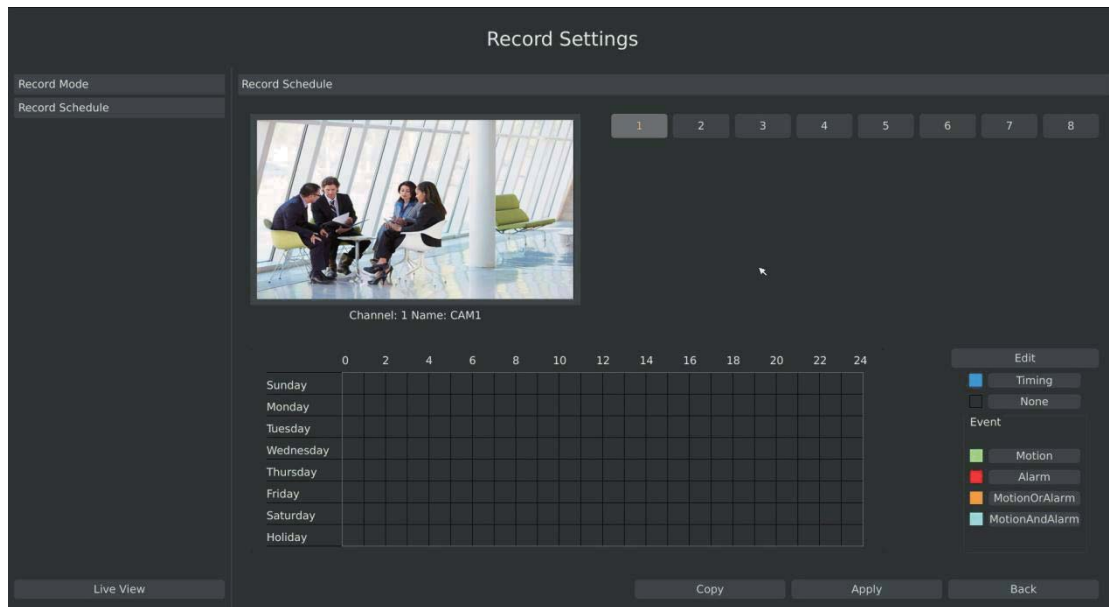 Record Settings
Record Mode
Record Schedule
Record Schedule
1 2 3 4 5 6 7 8
Channel: 1 Name: CAM1
0 2 4 6 8 10 12 14 16 18 20 22 24
Sunday
Monday
Tuesday
Wednesday
Thursday
Friday
Saturday
Holiday
Edit
Timing
None
Event
Motion
Alarm
MotionOrAlarm
MotionAndAlarm
Live View
Copy
Apply
Back